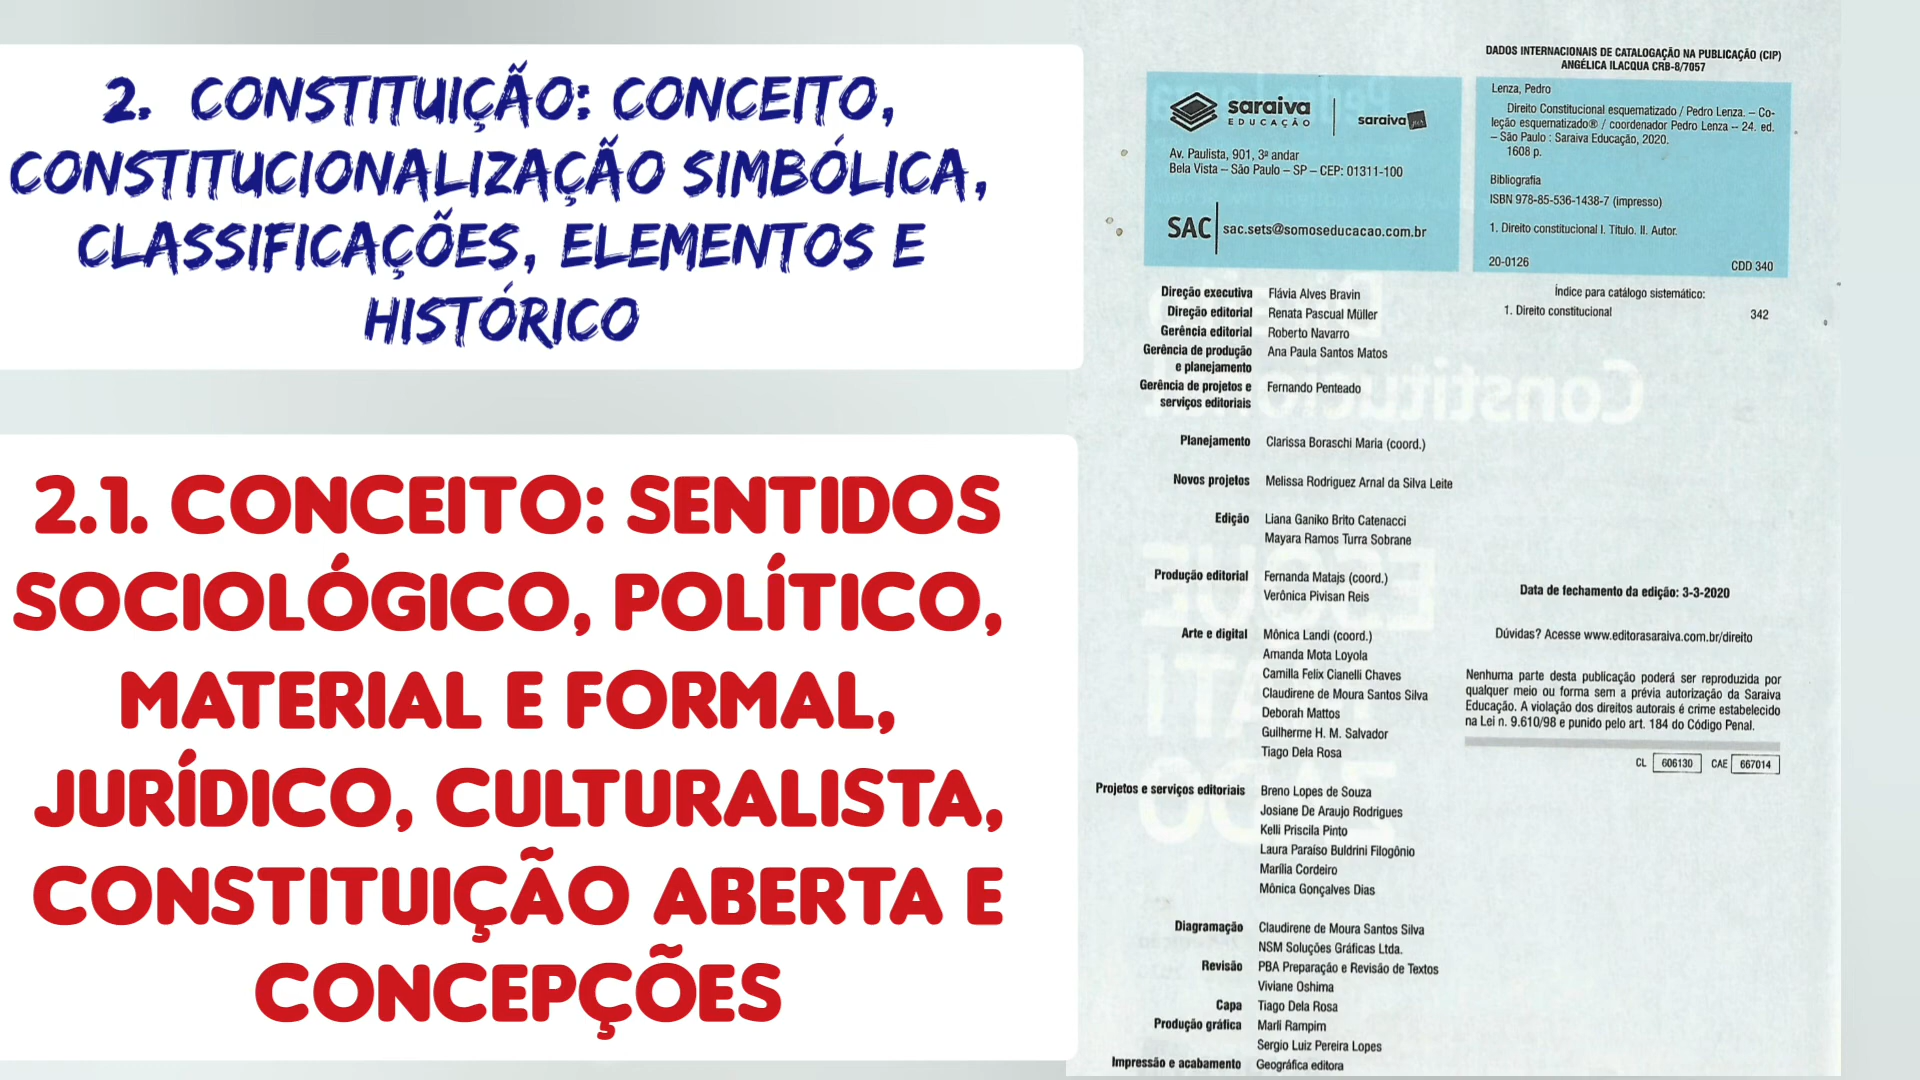 2. CONSTITUIÇÃO: CONCEITO,
CONSTITUCIONALIZAÇÃO SIMBÓLICA,
CLASSIFICAÇÕES, ELEMENTOS E
HISTÓRICO
2.1. CONCEITO: SENTIDOS
SOCIOLÓGICO, POLÍTICO,
MATERIAL E FORMAL,
JURÍDICO, CULTURALISTA,
CONSTITUIÇÃO ABERTA E
CONCEPÇÕES
saraiva
EDUCAÇÃO
saraiva
Av. Paulista, 901, 3º andar
Bela Vista – São Paulo – SP – CEP: 01311-100
SAC sac.sets@somoseducacao.com.br
DADOS INTERNACIONAIS DE CATALOGAÇÃO NA PUBLICAÇÃO (CIP)
ANGÉLICA ILACQUA CRB-8/7057
Lenza, Pedro
Direito Constitucional esquematizado / Pedro Lenza. – Co-
leção esquematizado® / coordenador Pedro Lenza -- 24. ed.
– São Paulo : Saraiva Educação, 2020.
1608 p.
Bibliografia
ISBN 978-85-536-1438-7 (impresso)
1. Direito constitucional I. Título. II. Autor.
20-0126 CDD 340
Índice para catálogo sistemático:
1. Direito constitucional 342
Direção executiva Flávia Alves Bravin
Direção editorial Renata Pascual Müller
Gerência editorial Roberto Navarro
Gerência de produção Ana Paula Santos Matos
e planejamento
Gerência de projetos e Fernando Penteado
serviços editoriais
Planejamento Clarissa Boraschi Maria (coord.)
Novos projetos Melissa Rodriguez Arnal da Silva Leite
Edição Liana Ganiko Brito Catenacci
Mayara Ramos Turra Sobrane
Produção editorial Fernanda Matajs (coord.)
Verônica Pivisan Reis
Arte e digital Mônica Landi (coord.)
Amanda Mota Loyola
Camilla Felix Cianelli Chaves
Claudirene de Moura Santos Silva
Deborah Mattos
Guilherme H. M. Salvador
Tiago Dela Rosa
Projetos e serviços editoriais Breno Lopes de Souza
Josiane De Araujo Rodrigues
Kelli Priscila Pinto
Laura Paraíso Buldrini Filogônio
Marília Cordeiro
Mônica Gonçalves Dias
Diagramação Claudirene de Moura Santos Silva
NSM Soluções Gráficas Ltda.
Revisão PBA Preparação e Revisão de Textos
Viviane Oshima
Capa Tiago Dela Rosa
Produção gráfica Marli Rampim
Sergio Luiz Pereira Lopes
Impressão e acabamento Geográfica editora
Data de fechamento da edição: 3-3-2020
Dúvidas? Acesse www.editorasaraiva.com.br/direito
Nenhuma parte desta publicação poderá ser reproduzida por
qualquer meio ou forma sem a prévia autorização da Saraiva
Educação. A violação dos direitos autorais é crime estabelecido
na Lei n. 9.610/98 e punido pelo art. 184 do Código Penal.
CL 606130 CAE 667014